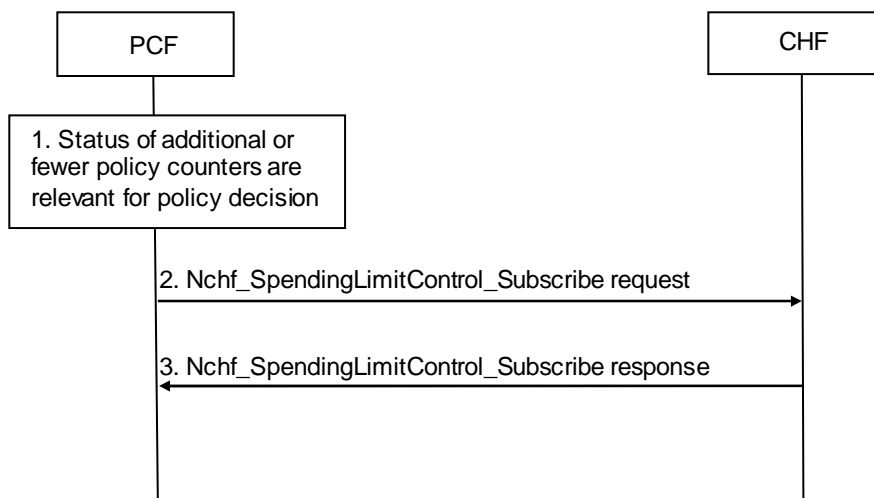 PCF
CHF
1. Status of additional or
fewer policy counters are
relevant for policy decision
2. Nchf_SpendingLimitControl_Subscribe request
3. Nchf_SpendingLimitControl_Subscribe response